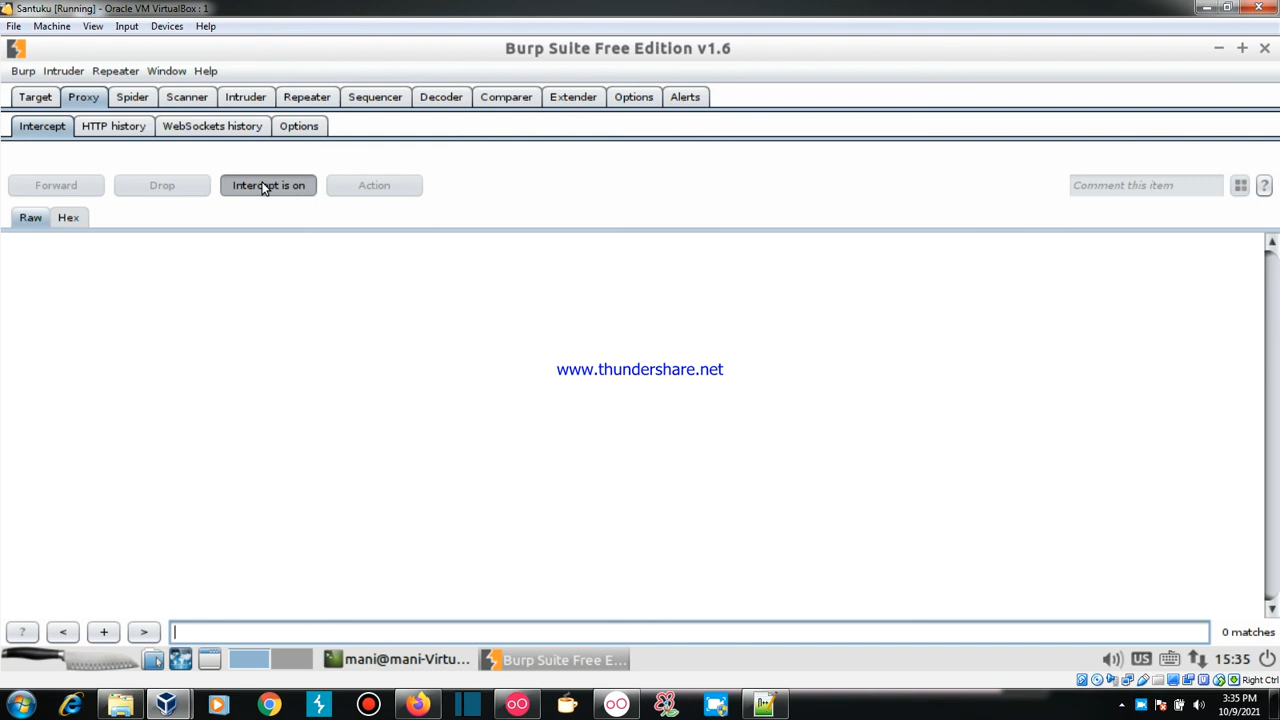 Santuku [Running] - Oracle VM VirtualBox : 1
File Machine View Input Devices Help
Burp Suite Free Edition v1.6
Burp Intruder Repeater Window Help
Target Proxy Spider Scanner Intruder Repeater Sequencer Decoder Comparer Extender Options Alerts
Intercept HTTP history WebSockets history Options
Forward Drop Intercept is on Action Comment this item ?
Raw Hex
www.thundershare.net
? < + > 0 matches
mani@mani-Virtu... Burp Suite Free E... US 15:35
Right Ctrl
3:35 PM
10/9/2021